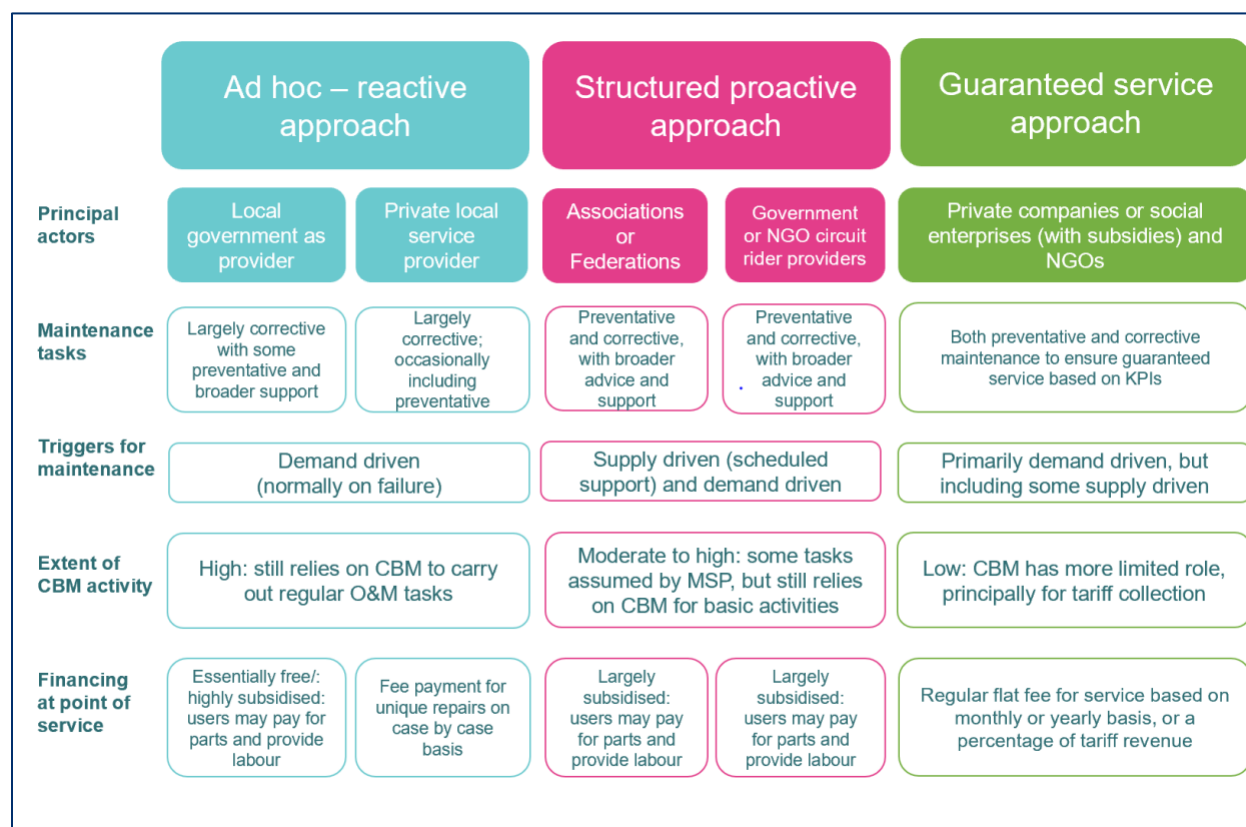 Ad hoc – reactive
approach
Structured proactive
approach
Guaranteed service
approach
Principal
actors
Local
government as
provider
Private local
service
provider
Associations
or
Federations
Government
or NGO circuit
rider providers
Private companies or social
enterprises (with subsidies) and
NGOs
Maintenance
tasks
Largely corrective
with some
preventative and
broader support
Largely
corrective;
occasionally
including
preventative
Preventative
and corrective,
with broader
advice and
support
Preventative
and corrective,
with broader
advice and
support
Both preventative and corrective
maintenance to ensure guaranteed
service based on KPIs
Triggers for
maintenance
Demand driven
(normally on failure)
Supply driven (scheduled
support) and demand driven
Primarily demand driven, but
including some supply driven
Extent of
CBM activity
High: still relies on CBM to carry
out regular O&M tasks
Moderate to high: some tasks
assumed by MSP, but still relies
on CBM for basic activities
Low: CBM has more limited role,
principally for tariff collection
Financing
at point of
service
Essentially free/:
highly subsidised:
users may pay for
parts and provide
labour
Fee payment for
unique repairs on
case by case
basis
Largely
subsidised:
users may pay
for parts and
provide labour
Largely
subsidised:
users may pay
for parts and
provide labour
Regular flat fee for service based on
monthly or yearly basis, or a
percentage of tariff revenue